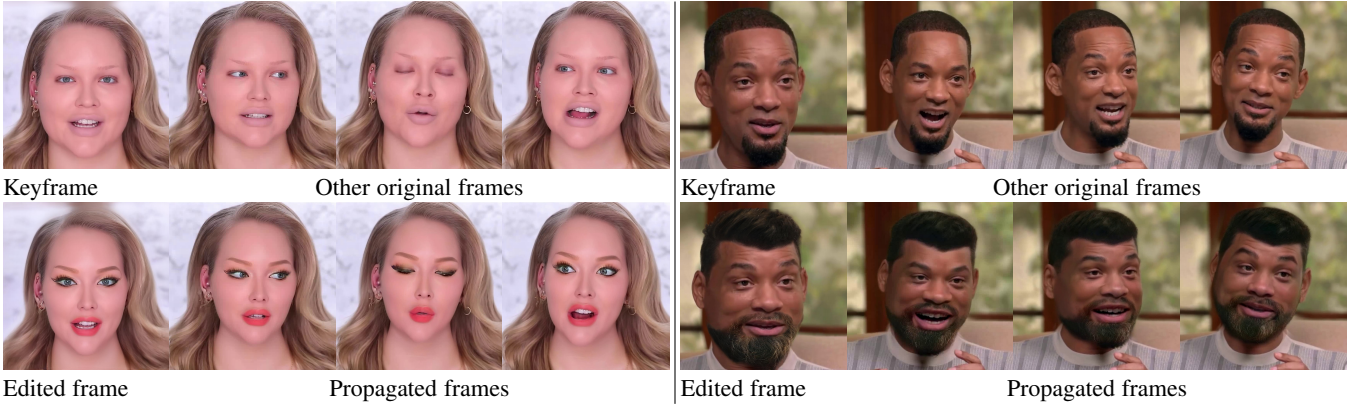 Keyframe
Other original frames
Keyframe
Other original frames
Edited frame
Propagated frames
Edited frame
Propagated frames